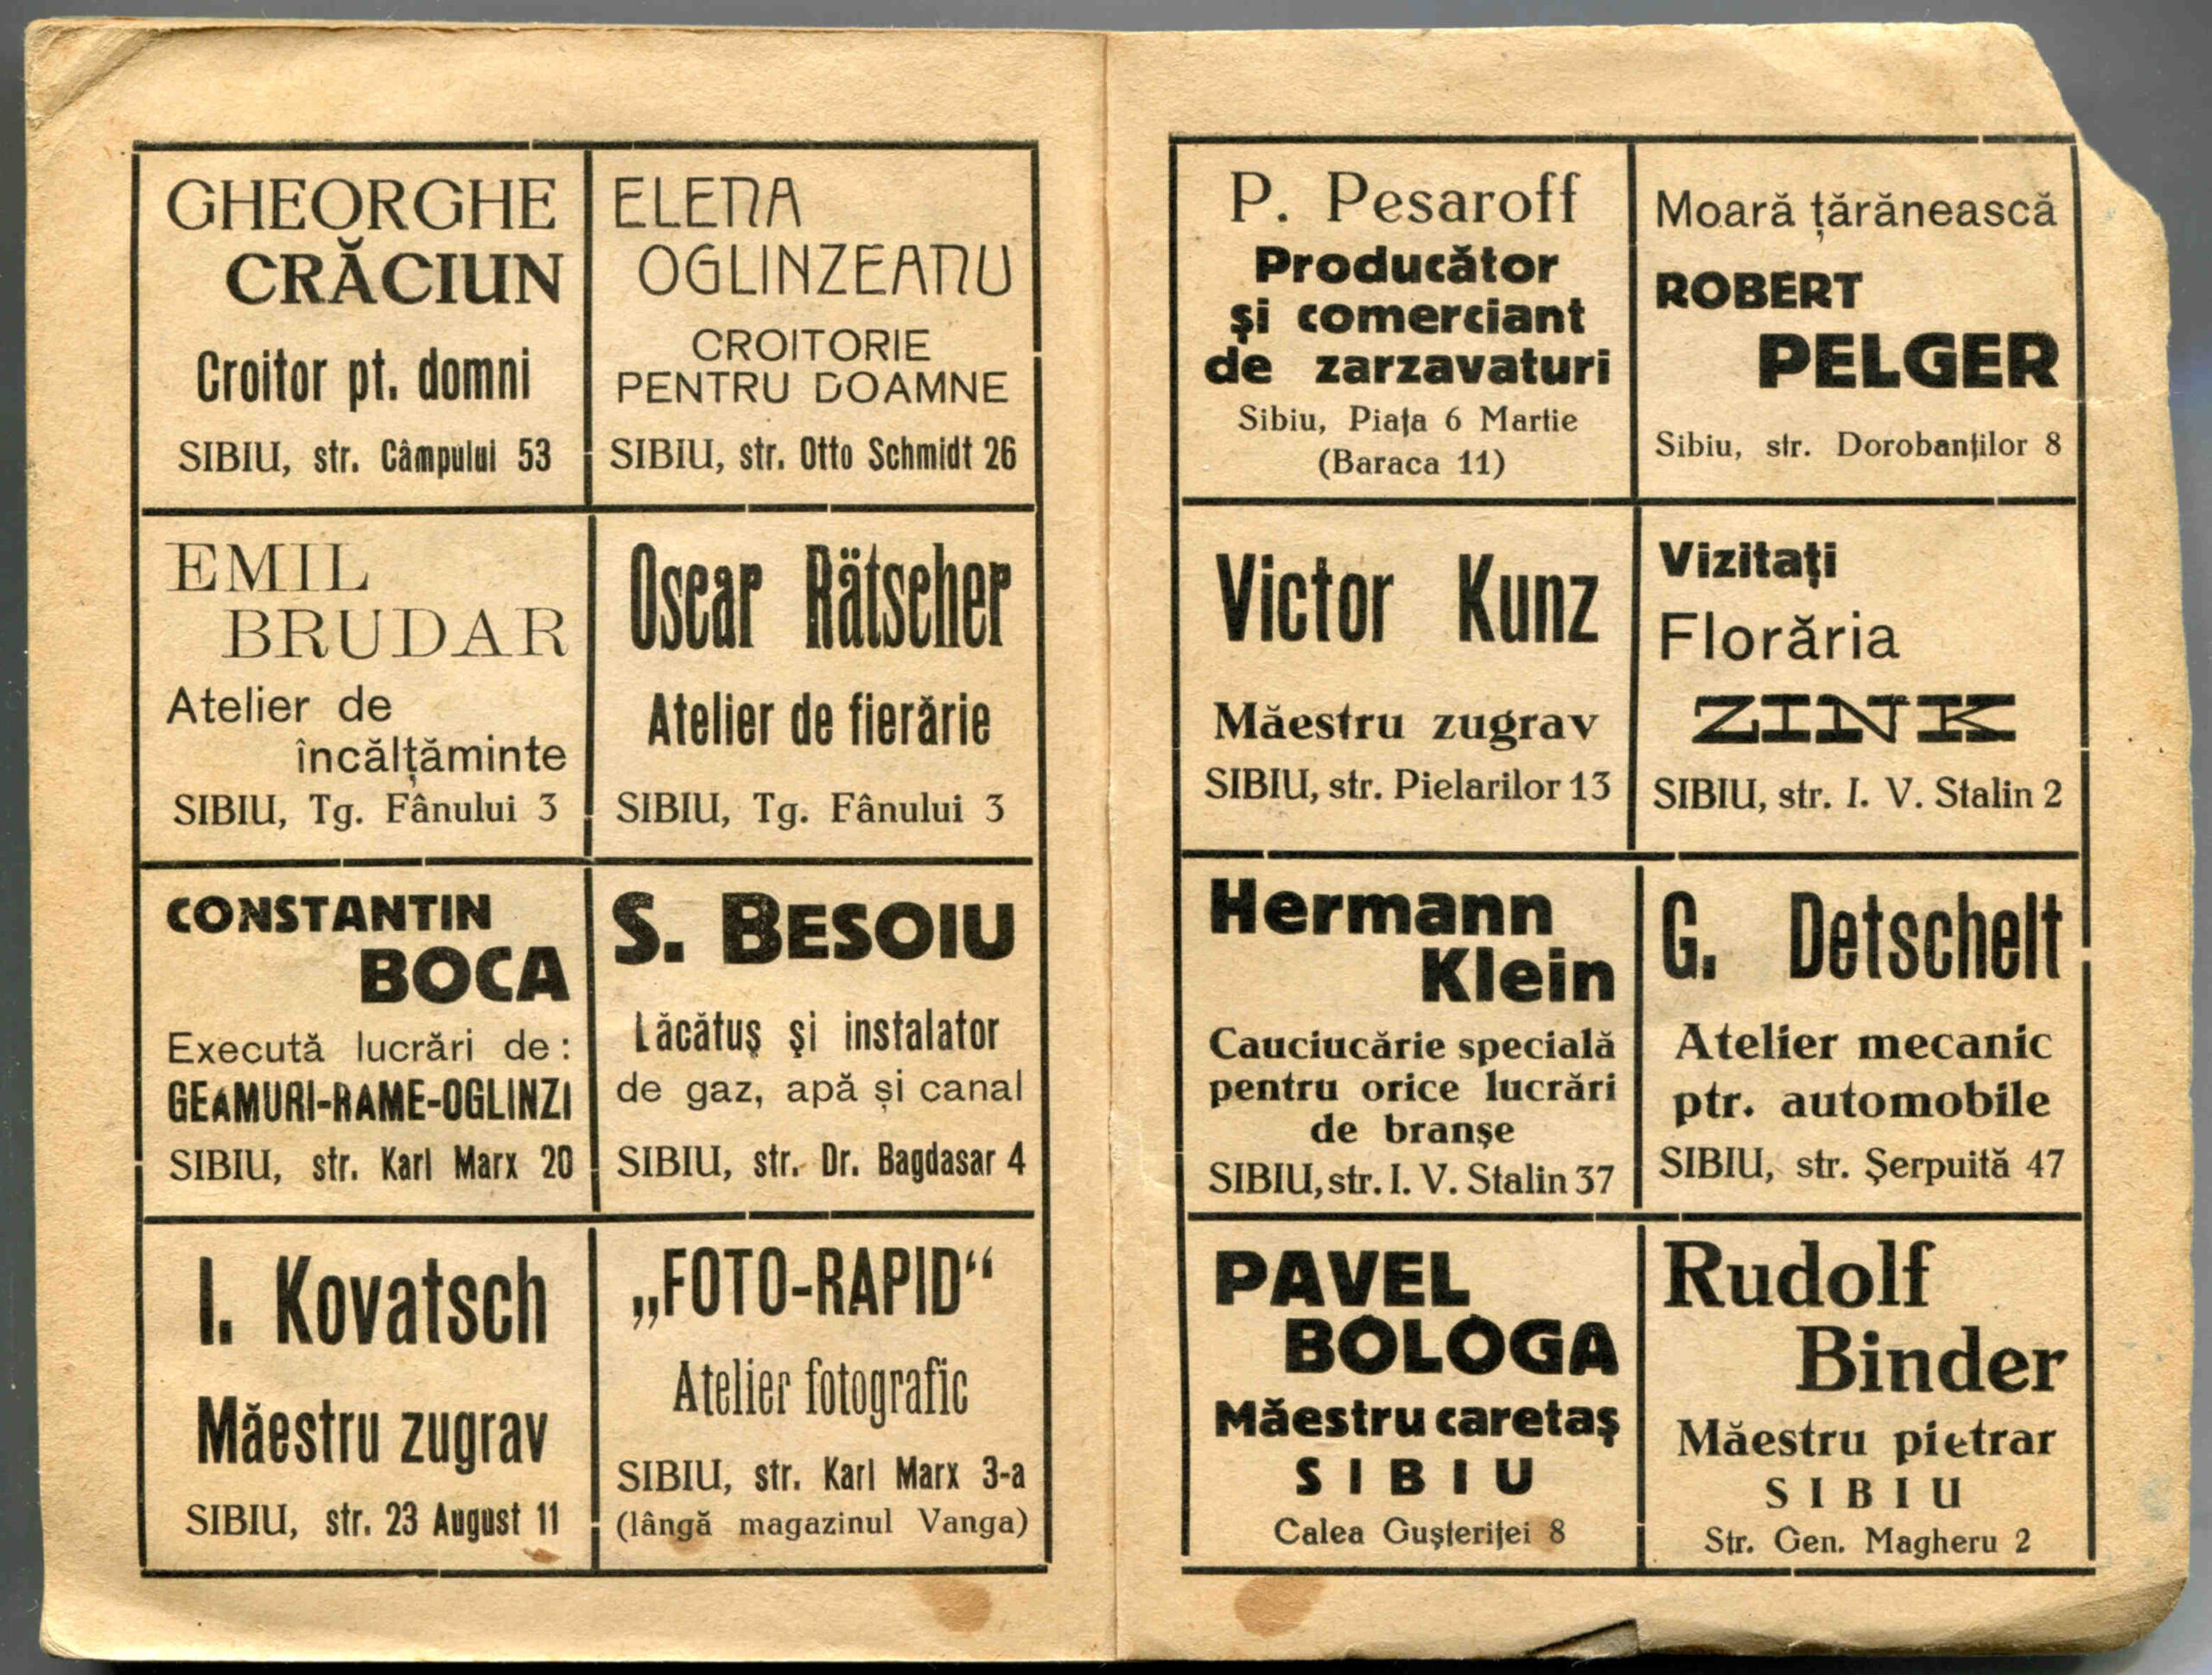 GHEORGHE
CRĂCIUN
Croitor pt. domni
SIBIU, str. Câmpului 53
ELENA
OGLINZEANU
CROITORIE
PENTRU DOAMNE
SIBIU, str. Otto Schmidt 26
EMIL
BRUDAR
Atelier de
încălțăminte
SIBIU, Tg. Fânului 3
Oscar Rätscher
Atelier de fierărie
SIBIU, Tg. Fânului 3
CONSTANTIN
BOCA
Execută lucrări de:
GEAMURI-RAME-OGLINZI
SIBIU, str. Karl Marx 20
S. BESOIU
Lăcătuș și instalator
de gaz, apă și canal
SIBIU, str. Dr. Bagdasar 4
I. Kovatsch
Măestru zugrav
SIBIU, str. 23 August 11
„FOTO-RAPID“
Atelier fotografic
SIBIU, str. Karl Marx 3-a
(lângă magazinul Vanga)
P. Pesaroff
Producător
și comerciant
de zarzavaturi
Sibiu, Piața 6 Martie
(Baraca 11)
Moară țărănească
ROBERT
PELGER
Sibiu, str. Dorobanților 8
Victor Kunz
Măestru zugrav
SIBIU, str. Pielarilor 13
Vizitați
Florăria
ZINK
SIBIU, str. I. V. Stalin 2
Hermann
Klein
Cauciucărie specială
pentru orice lucrări
de branșe
SIBIU, str. I. V. Stalin 37
G. Detschelt
Atelier mecanic
ptr. automobile
SIBIU, str. Șerpuită 47
PAVEL
BOLOGA
Măestru caretaș
SIBIU
Calea Gușteriței 8
Rudolf
Binder
Măestru pietrar
SIBIU
Str. Gen. Magheru 2